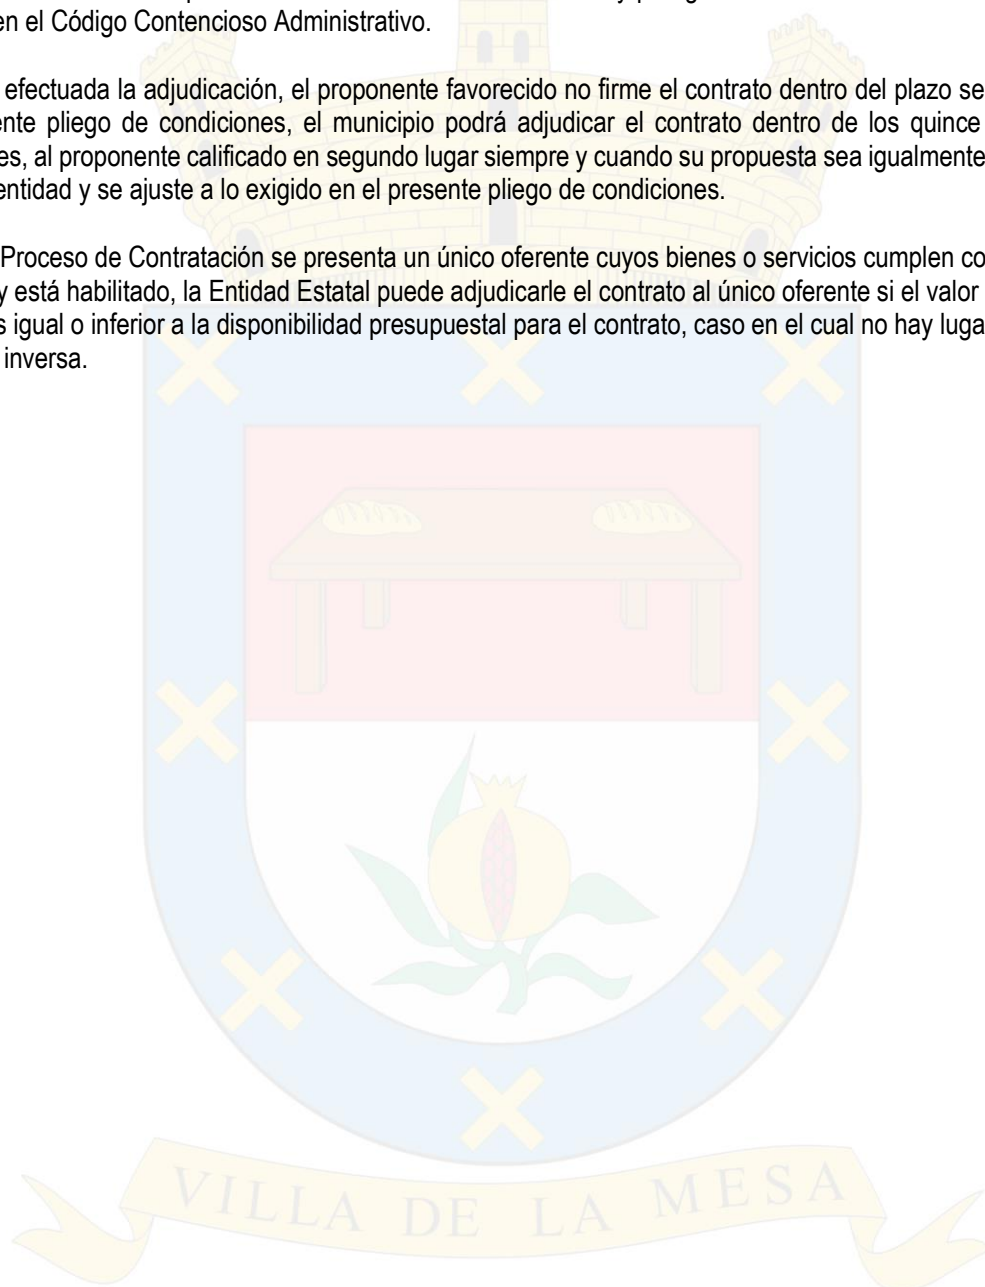 en el Código Contencioso Administrativo.
efectuada la adjudicación, el proponente favorecido no firme el contrato dentro del plazo se
nte pliego de condiciones, el municipio podrá adjudicar el contrato dentro de los quince
es, al proponente calificado en segundo lugar siempre y cuando su propuesta sea igualmente
entidad y se ajuste a lo exigido en el presente pliego de condiciones.
Proceso de Contratación se presenta un único oferente cuyos bienes o servicios cumplen co
y está habilitado, la Entidad Estatal puede adjudicarle el contrato al único oferente si el valor
s igual o inferior a la disponibilidad presupuestal para el contrato, caso en el cual no hay luga
inversa.
VILLA DE LA MESA